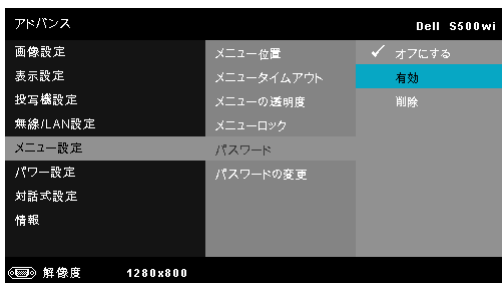 アドバンス
Dell S500wi
画像設定
表示設定
投写機設定
無線/LAN設定
メニュー設定
パワー設定
対話式設定
情報
メニュー位置
メニュータイムアウト
メニューの透明度
メニューロック
パスワード
パスワードの変更
✓ オフにする
有効
削除
解像度 1280x800